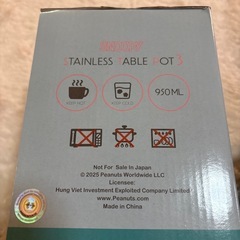 STAINLESS TABLE POT S
KEEP HOT
KEEP COLD
950ML
Not For Sale In Japan
© 2025 Peanuts Worldwide LLC
Licensee:
Hung Viet Investment Exploited Company Limited
www.Peanuts.com
Made in China